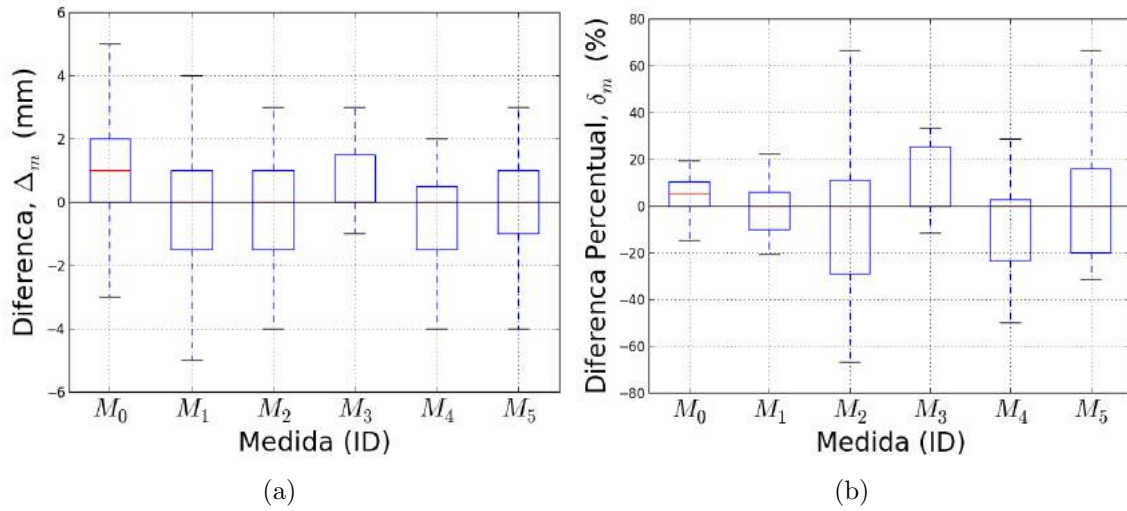 6
4
2
0
−2
−4
−6
Diferenca, Δm (mm)
M0 M1 M2 M3 M4 M5
Medida (ID)
(a)
80
60
40
20
0
−20
−40
−60
−80
Diferenca Percentual, δm (%)
M0 M1 M2 M3 M4 M5
Medida (ID)
(b)